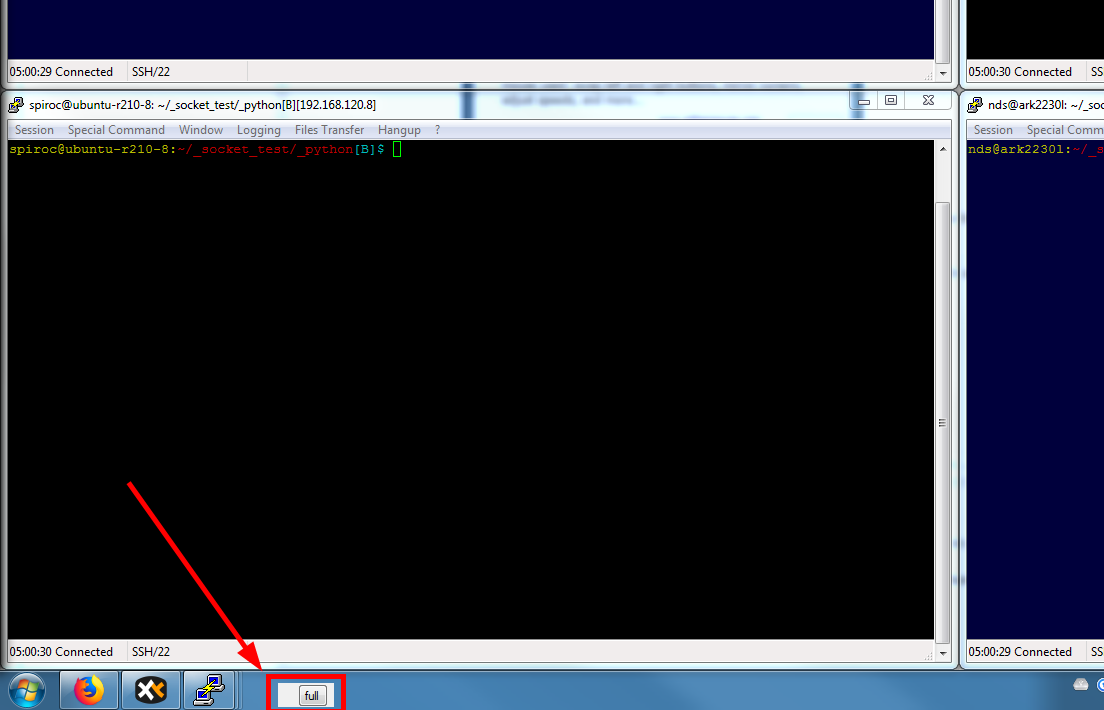 05:00:29 Connected SSH/22
05:00:30 Connected SS
spiroc@ubuntu-r210-8: ~/_socket_test/_python[B][192.168.120.8]
nds@ark2230l: ~/_soc
Session Special Command Window Logging Files Transfer Hangup ?
Session Special Comm
spiroc@ubuntu-r210-8:~/_socket_test/_python[B]$
nds@ark2230l:~/_s
05:00:30 Connected SSH/22
05:00:29 Connected SS
full